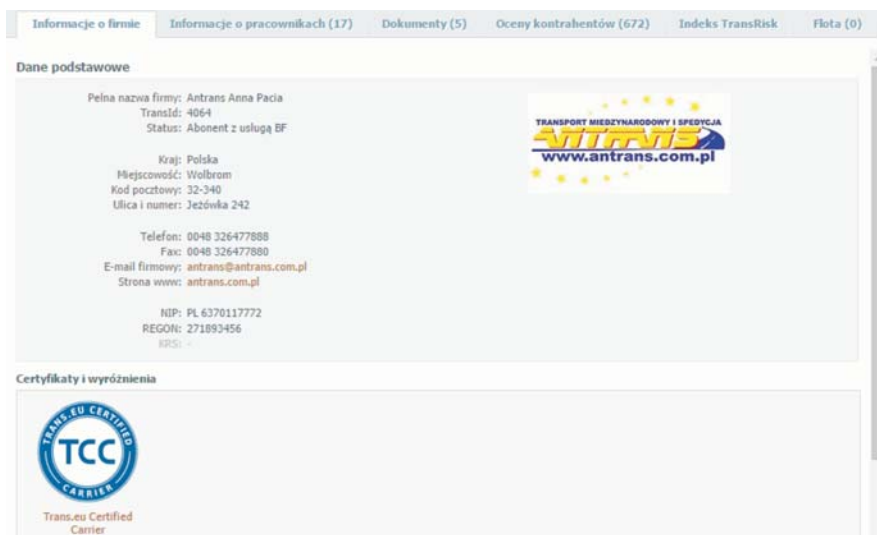 Informacje o firmie Informacje o pracownikach (17) Dokumenty (5) Oceny kontrahentów (672) Indeks TransRisk Flota (0)
Dane podstawowe
Pełna nazwa firmy: Antrans Anna Pacia
TransId: 4064
Status: Abonent z usługą BF
Kraj: Polska
Miejscowość: Wolbrom
Kod pocztowy: 32-340
Ulica i numer: Jeżówka 242
Telefon: 0048 326477888
Fax: 0048 326477880
E-mail firmowy: antrans@antrans.com.pl
Strona www: antrans.com.pl
NIP: PL 6370117772
REGON: 271893456
KRS: -
TRANSPORT MIEDZYNARODOWY I SPEDYCJA
ANTRANS
www.antrans.com.pl
Certyfikaty i wyróżnienia
TRANS.EU CERTIFIED
TCC
CARRIER
Trans.eu Certified
Carrier